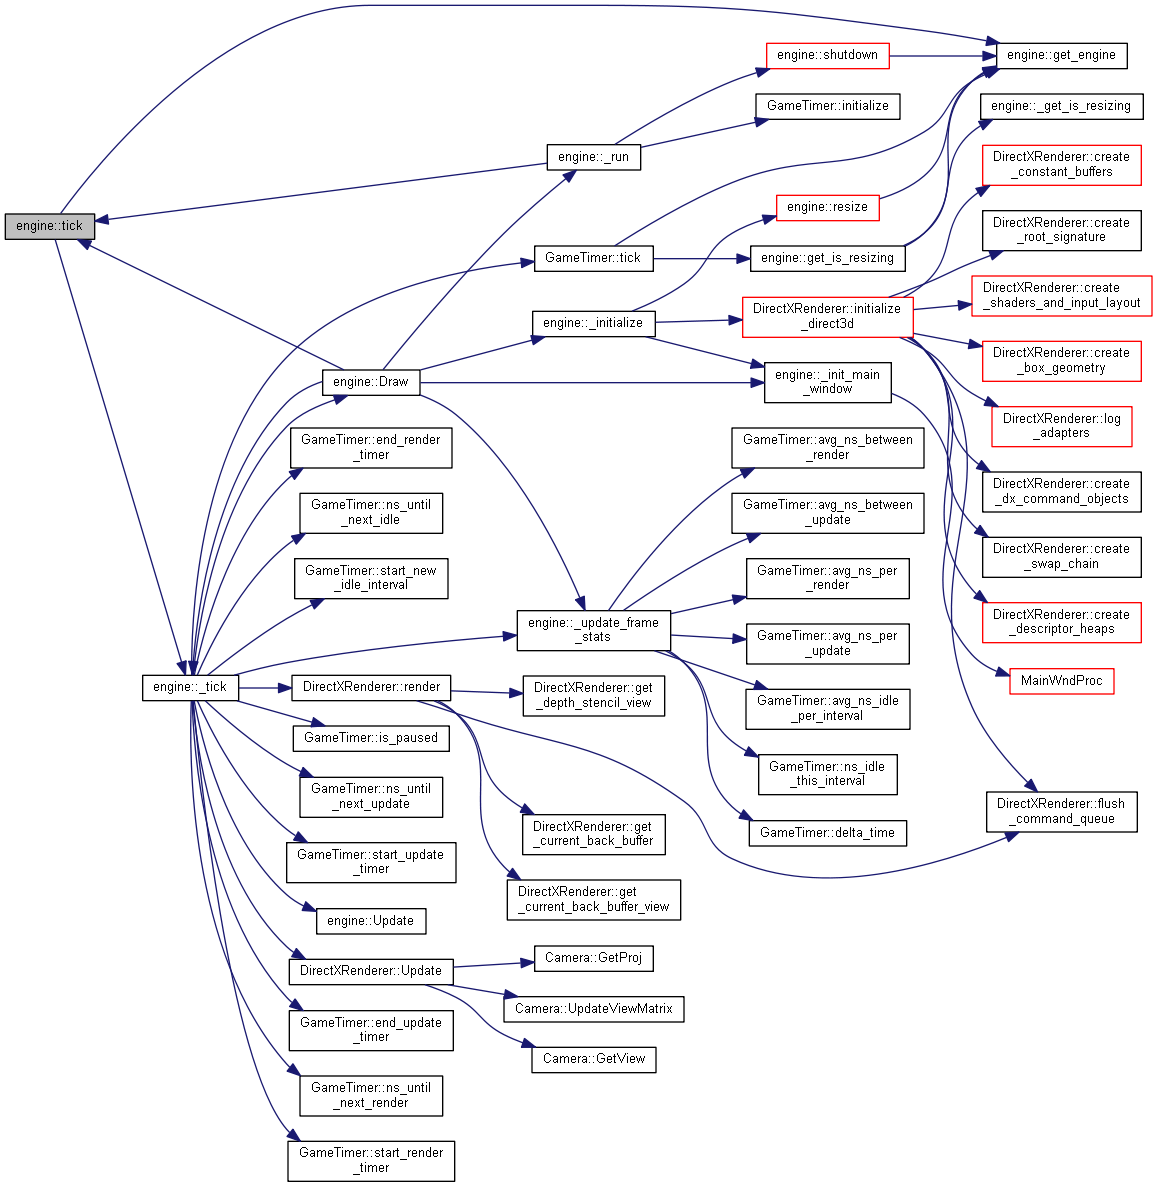 engine::tick
engine::shutdown
engine::get_engine
GameTimer::initialize
engine::_get_is_resizing
engine::_run
DirectXRenderer::create
_constant_buffers
engine::resize
DirectXRenderer::create
_root_signature
GameTimer::tick
engine::get_is_resizing
DirectXRenderer::create
_shaders_and_input_layout
DirectXRenderer::initialize
_direct3d
engine::_initialize
DirectXRenderer::create
_box_geometry
engine::Draw
engine::_init_main
_window
DirectXRenderer::log
_adapters
GameTimer::end_render
_timer
GameTimer::avg_ns_between
_render
DirectXRenderer::create
_dx_command_objects
GameTimer::ns_until
_next_idle
GameTimer::avg_ns_between
_update
DirectXRenderer::create
_swap_chain
GameTimer::start_new
_idle_interval
GameTimer::avg_ns_per
_render
DirectXRenderer::create
_descriptor_heaps
engine::_update_frame
_stats
GameTimer::avg_ns_per
_update
MainWndProc
engine::_tick
DirectXRenderer::render
DirectXRenderer::get
_depth_stencil_view
GameTimer::avg_ns_idle
_per_interval
GameTimer::is_paused
GameTimer::ns_idle
_this_interval
GameTimer::ns_until
_next_update
DirectXRenderer::flush
_command_queue
DirectXRenderer::get
_current_back_buffer
GameTimer::delta_time
GameTimer::start_update
_timer
DirectXRenderer::get
_current_back_buffer_view
engine::Update
Camera::GetProj
DirectXRenderer::Update
Camera::UpdateViewMatrix
GameTimer::end_update
_timer
Camera::GetView
GameTimer::ns_until
_next_render
GameTimer::start_render
_timer